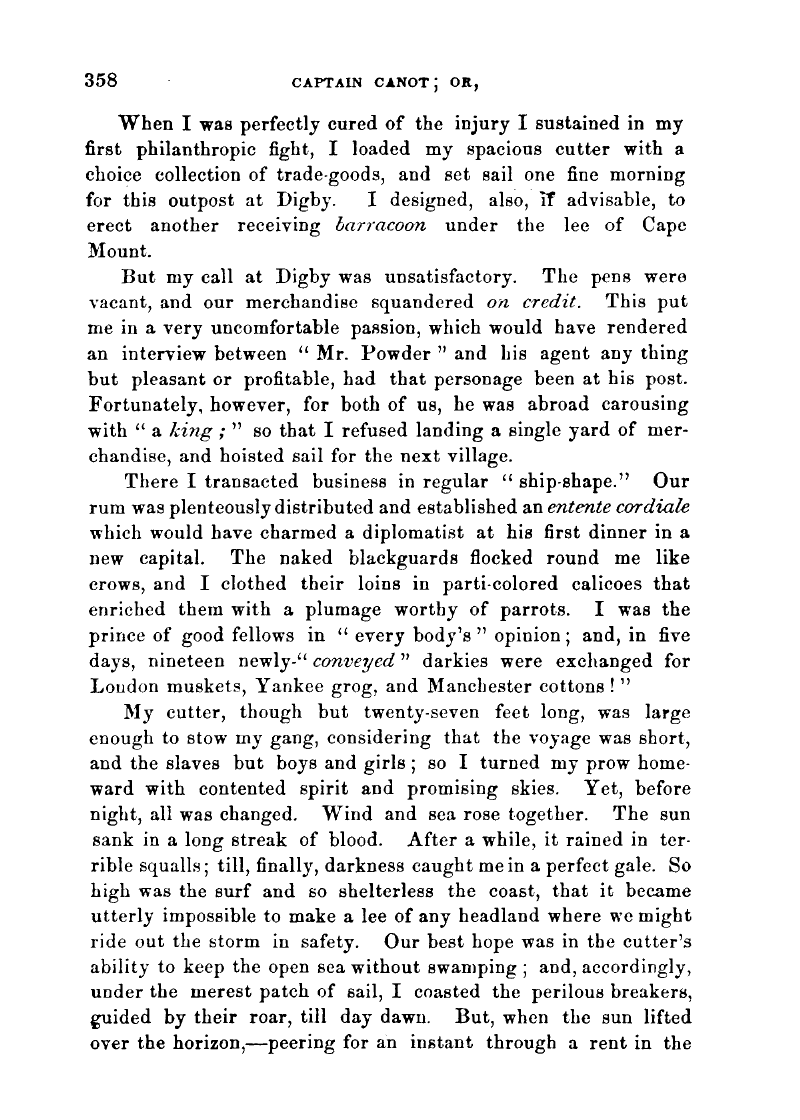 358 CAPTAIN CANOT; OR,
When I was perfectly cured of the injury I sustained in my
first philanthropic fight, I loaded my spacious cutter with a
choice collection of trade-goods, and set sail one fine morning
for this outpost at Digby. I designed, also, if advisable, to
erect another receiving barracoon under the lee of Cape
Mount.
But my call at Digby was unsatisfactory. The pens were
vacant, and our merchandise squandered on credit. This put
me in a very uncomfortable passion, which would have rendered
an interview between “ Mr. Powder ” and his agent any thing
but pleasant or profitable, had that personage been at his post.
Fortunately, however, for both of us, he was abroad carousing
with “ a king ; ” so that I refused landing a single yard of mer-
chandise, and hoisted sail for the next village.
There I transacted business in regular “ ship-shape.” Our
rum was plenteously distributed and established an entente cordiale
which would have charmed a diplomatist at his first dinner in a
new capital. The naked blackguards flocked round me like
crows, and I clothed their loins in parti-colored calicoes that
enriched them with a plumage worthy of parrots. I was the
prince of good fellows in “ every body's ” opinion ; and, in five
days, nineteen newly-“ conveyed ” darkies were exchanged for
London muskets, Yankee grog, and Manchester cottons ! ”
My cutter, though but twenty-seven feet long, was large
enough to stow my gang, considering that the voyage was short,
and the slaves but boys and girls ; so I turned my prow home-
ward with contented spirit and promising skies. Yet, before
night, all was changed. Wind and sea rose together. The sun
sank in a long streak of blood. After a while, it rained in ter-
rible squalls ; till, finally, darkness caught me in a perfect gale. So
high was the surf and so shelterless the coast, that it became
utterly impossible to make a lee of any headland where we might
ride out the storm in safety. Our best hope was in the cutter's
ability to keep the open sea without swamping ; and, accordingly,
under the merest patch of sail, I coasted the perilous breakers,
guided by their roar, till day dawn. But, when the sun lifted
over the horizon,—peering for an instant through a rent in the